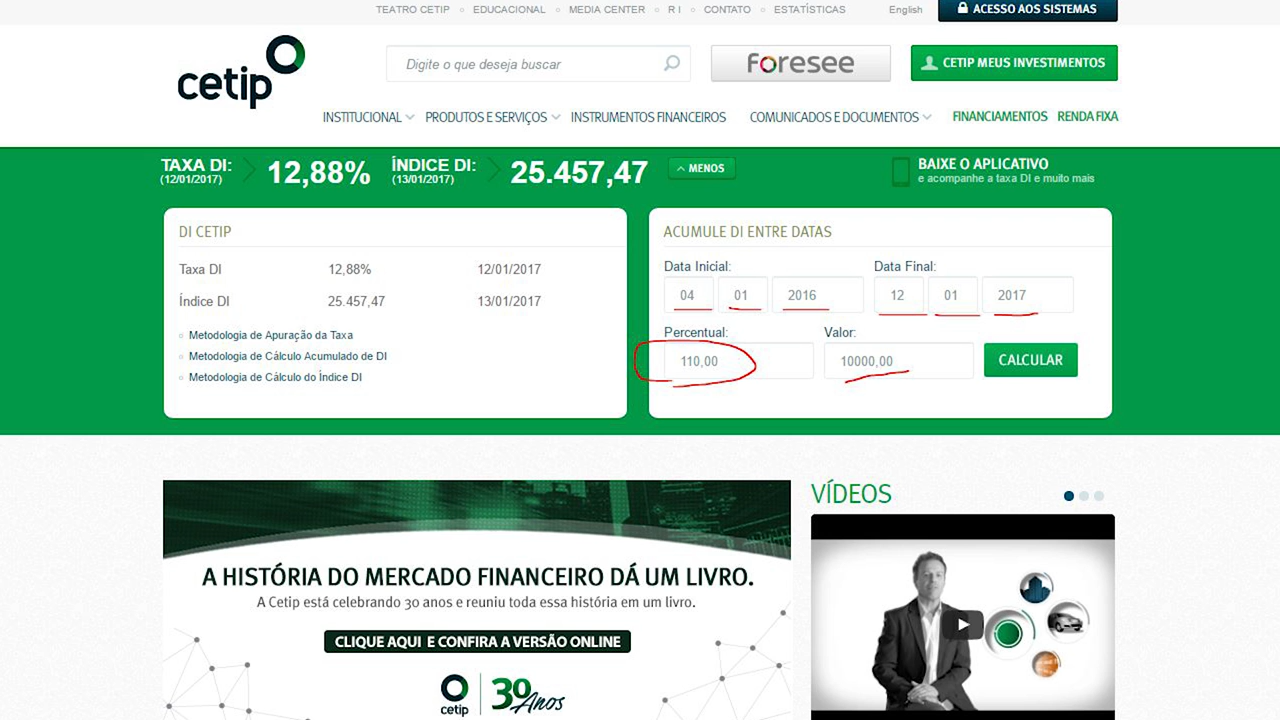 TEATRO CETIP EDUCACIONAL MEDIA CENTER R I CONTATO ESTATÍSTICAS English ACESSO AOS SISTEMAS
cetip
Digite o que deseja buscar
foresee
CETIP MEUS INVESTIMENTOS
INSTITUCIONAL PRODUTOS E SERVIÇOS INSTRUMENTOS FINANCEIROS COMUNICADOS E DOCUMENTOS FINANCIAMENTOS RENDA FIXA
TAXA DI:
(12/01/2017)
12,88%
ÍNDICE DI:
(13/01/2017)
25.457,47
MENOS
BAIXE O APLICATIVO
e acompanhe a taxa DI e muito mais
DI CETIP
Taxa DI 12,88% 12/01/2017
Índice DI 25.457,47 13/01/2017
Metodologia de Apuração da Taxa
Metodologia de Cálculo Acumulado de DI
Metodologia de Cálculo do Índice DI
ACUMULE DI ENTRE DATAS
Data Inicial: Data Final:
04 01 2016 12 01 2017
Percentual: Valor:
110,00 10000,00 CALCULAR
A HISTÓRIA DO MERCADO FINANCEIRO DÁ UM LIVRO.
A Cetip está celebrando 30 anos e reuniu toda essa história em um livro.
CLIQUE AQUI E CONFIRA A VERSÃO ONLINE
cetip 30 Anos
VÍDEOS